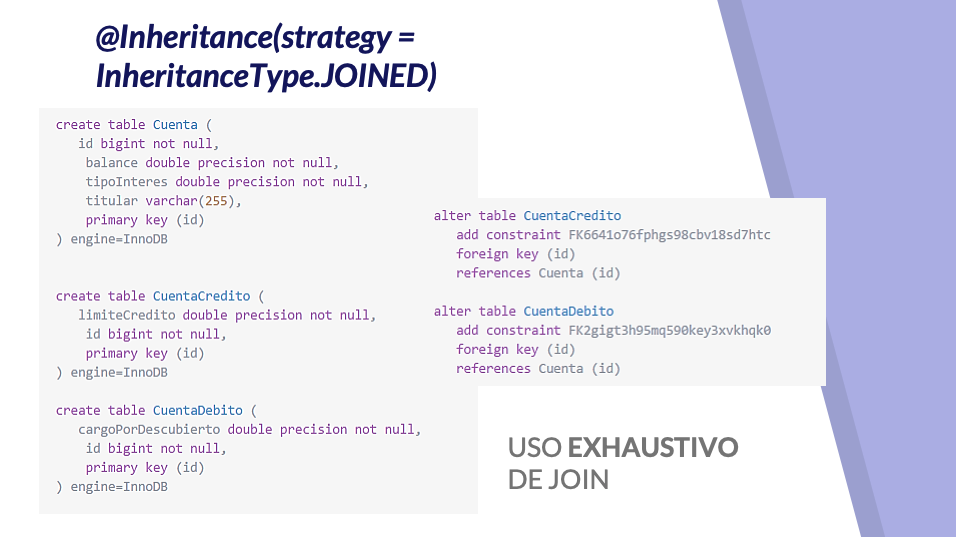 @Inheritance(strategy =
InheritanceType.JOINED)
create table Cuenta (
id bigint not null,
balance double precision not null,
tipoInteres double precision not null,
titular varchar(255),
primary key (id)
) engine=InnoDB
create table CuentaCredito (
limiteCredito double precision not null,
id bigint not null,
primary key (id)
) engine=InnoDB
create table CuentaDebito (
cargoPorDescubierto double precision not null,
id bigint not null,
primary key (id)
) engine=InnoDB
alter table CuentaCredito
add constraint FK6641o76fphgs98cbv18sd7htc
foreign key (id)
references Cuenta (id)
alter table CuentaDebito
add constraint FK2gigt3h95mq590key3xvkhqk0
foreign key (id)
references Cuenta (id)
USO EXHAUSTIVO
DE JOIN